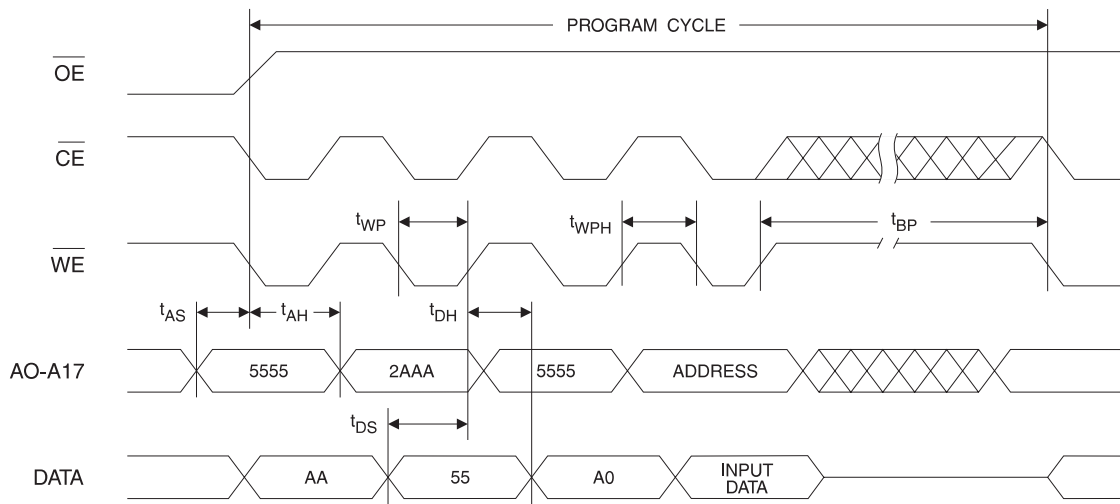 PROGRAM CYCLE
OE
CE
tWP
tWPH
tBP
WE
tAS
tAH
tDH
AO-A17
5555
2AAA
5555
ADDRESS
tDS
DATA
AA
55
A0
INPUT
DATA